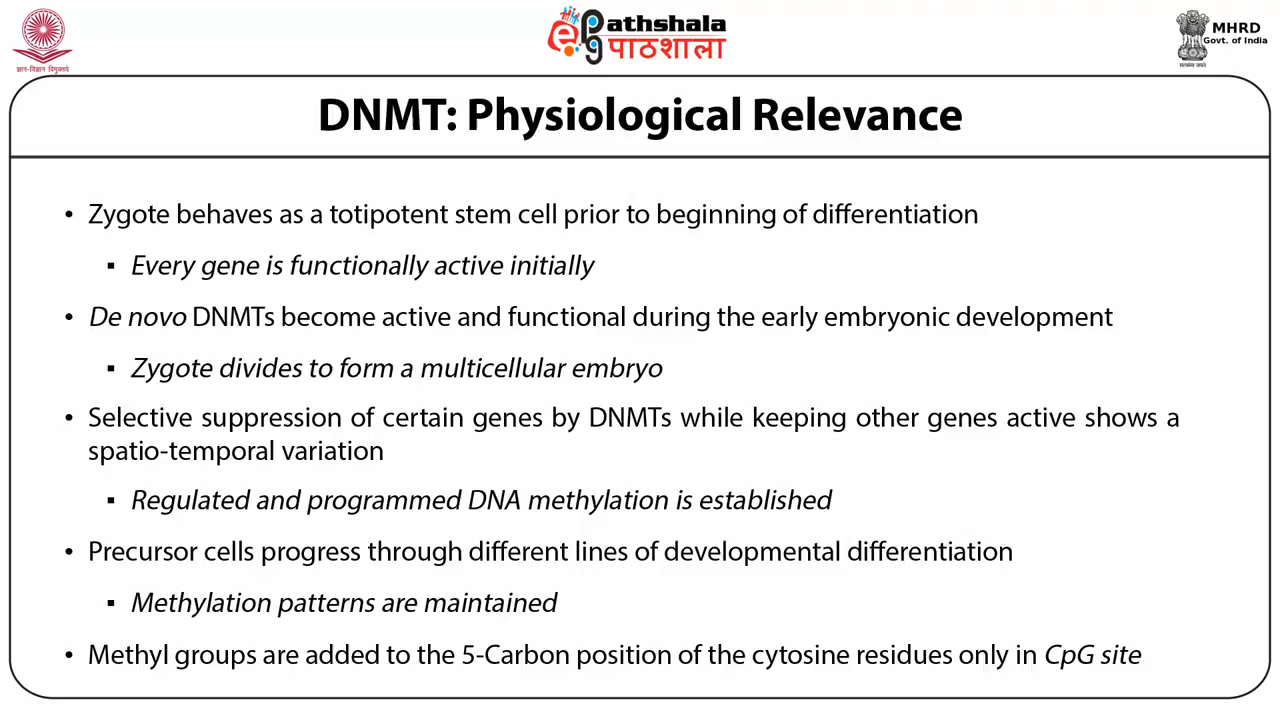 ज्ञान-विज्ञान विमुक्तये
epg
athshala
पाठशाला
सत्यमेव जयते
MHRD
Govt. of India
DNMT: Physiological Relevance
• Zygote behaves as a totipotent stem cell prior to beginning of differentiation
▪ Every gene is functionally active initially
• De novo DNMTs become active and functional during the early embryonic development
▪ Zygote divides to form a multicellular embryo
• Selective suppression of certain genes by DNMTs while keeping other genes active shows a
spatio-temporal variation
▪ Regulated and programmed DNA methylation is established
• Precursor cells progress through different lines of developmental differentiation
▪ Methylation patterns are maintained
• Methyl groups are added to the 5-Carbon position of the cytosine residues only in CpG site